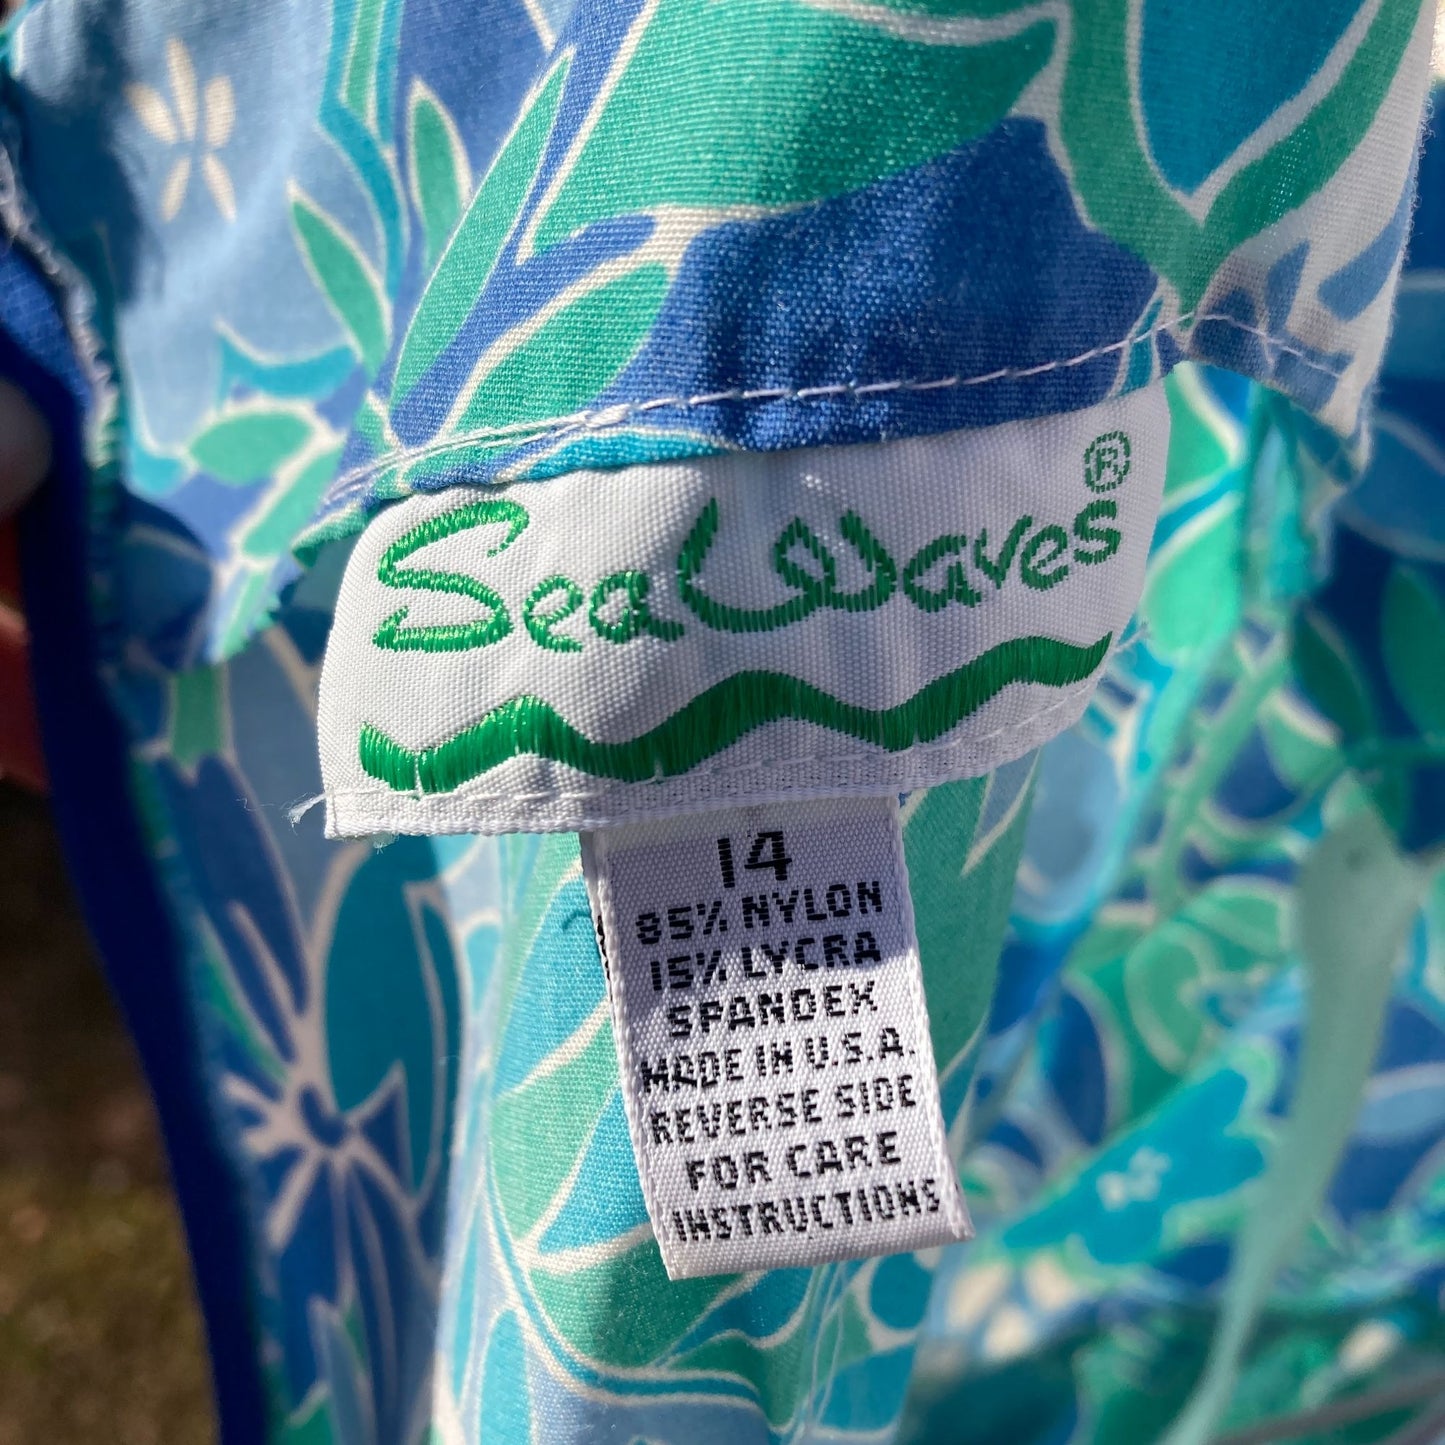 SeaWaves®
14
85% NYLON
15% LYCRA
SPANDEX
MADE IN U.S.A.
REVERSE SIDE
FOR CARE
INSTRUCTIONS